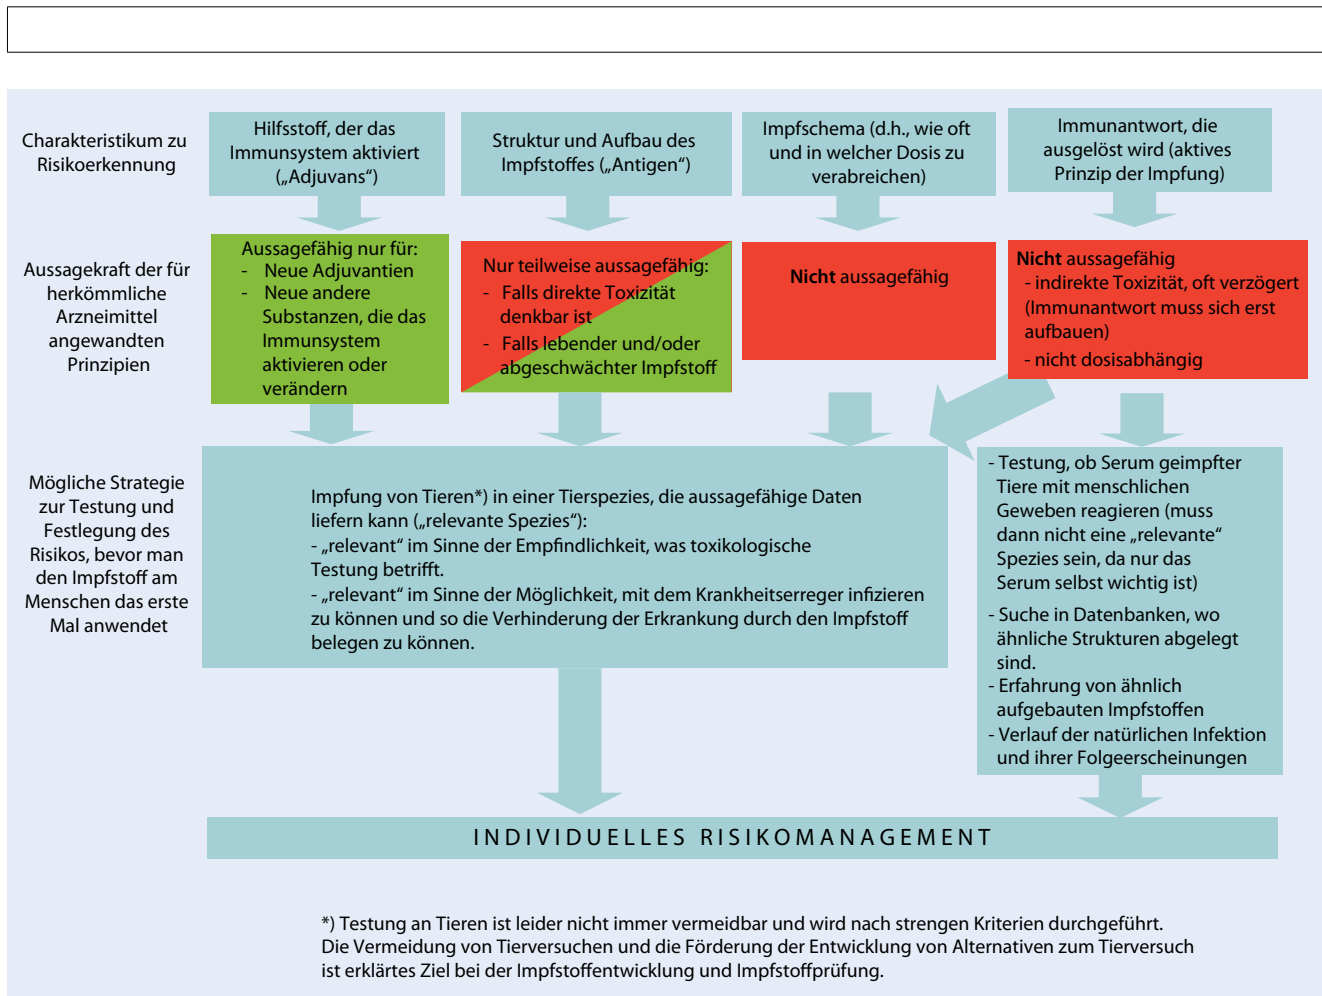 Charakteristikum zu
Risikoerkennung
Hilfsstoff, der das
Immunsystem aktiviert
(„Adjuvans“)
Struktur und Aufbau des
Impfstoffes („Antigen“)
Impfschema (d.h., wie oft
und in welcher Dosis zu
verabreichen)
Immunantwort, die
ausgelöst wird (aktives
Prinzip der Impfung)
Aussagekraft der für
herkömmliche
Arzneimittel
angewandten
Prinzipien
Aussagefähig nur für:
- Neue Adjuvantien
- Neue andere
Substanzen, die das
Immunsystem
aktivieren oder
verändern
Nur teilweise aussagefähig:
- Falls direkte Toxizität
denkbar ist
- Falls lebender und/oder
abgeschwächter Impfstoff
Nicht aussagefähig
Nicht aussagefähig
- indirekte Toxizität, oft verzögert
(Immunantwort muss sich erst
aufbauen)
- nicht dosisabhängig
Mögliche Strategie
zur Testung und
Festlegung des
Risikos, bevor man
den Impfstoff am
Menschen das erste
Mal anwendet
Impfung von Tieren*) in einer Tierspezies, die aussagefähige Daten
liefern kann („relevante Spezies“):
- „relevant“ im Sinne der Empfindlichkeit, was toxikologische
Testung betrifft.
- „relevant“ im Sinne der Möglichkeit, mit dem Krankheitserreger infizieren
zu können und so die Verhinderung der Erkrankung durch den Impfstoff
belegen zu können.
- Testung, ob Serum geimpfter
Tiere mit menschlichen
Geweben reagieren (muss
dann nicht eine „relevante“
Spezies sein, da nur das
Serum selbst wichtig ist)
- Suche in Datenbanken, wo
ähnliche Strukturen abgelegt
sind.
- Erfahrung von ähnlich
aufgebauten Impfstoffen
- Verlauf der natürlichen Infektion
und ihrer Folgeerscheinungen
INDIVIDUELLES RISIKOMANAGEMENT
*) Testung an Tieren ist leider nicht immer vermeidbar und wird nach strengen Kriterien durchgeführt.
Die Vermeidung von Tierversuchen und die Förderung der Entwicklung von Alternativen zum Tierversuch
ist erklärtes Ziel bei der Impfstoffentwicklung und Impfstoffprüfung.